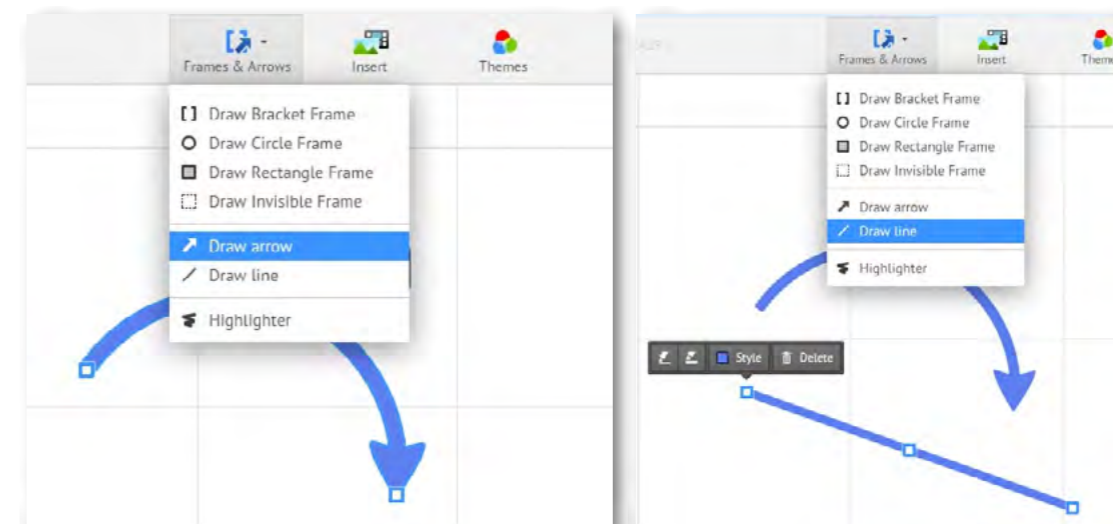 Frames & Arrows
Insert
Themes
Draw Bracket Frame
Draw Circle Frame
Draw Rectangle Frame
Draw Invisible Frame
Draw arrow
Draw line
Highlighter
Frames & Arrows
Insert
Theme
Draw Bracket Frame
Draw Circle Frame
Draw Rectangle Frame
Draw Invisible Frame
Draw arrow
Draw line
Highlighter
Style
Delete